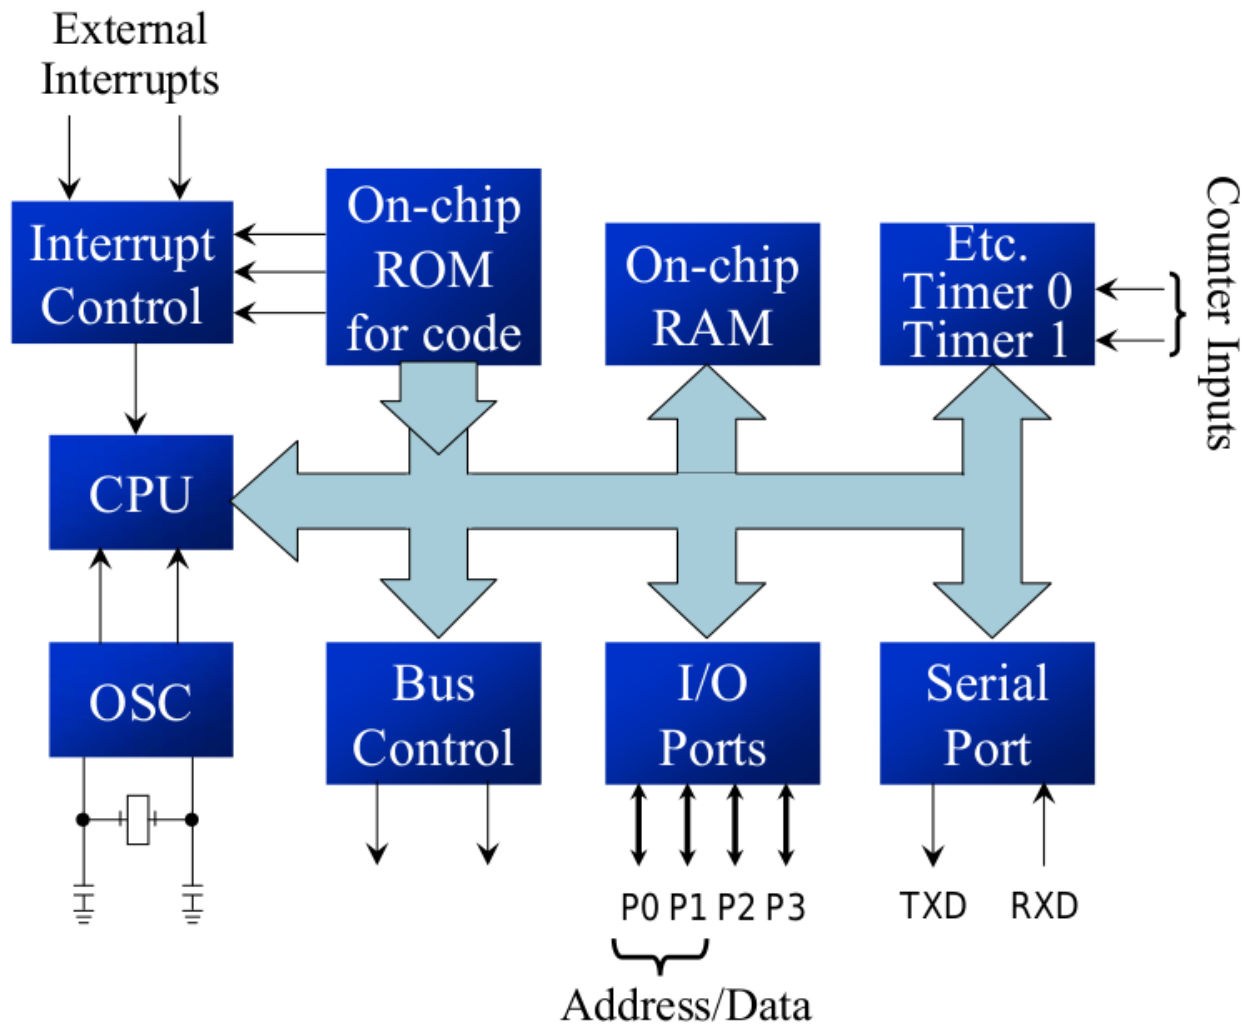 External
Interrupts
Interrupt
Control
On-chip
ROM
for code
On-chip
RAM
Etc.
Timer 0
Timer 1
Counter Inputs
CPU
OSC
Bus
Control
I/O
Ports
Serial
Port
P0 P1 P2 P3
TXD
RXD
Address/Data